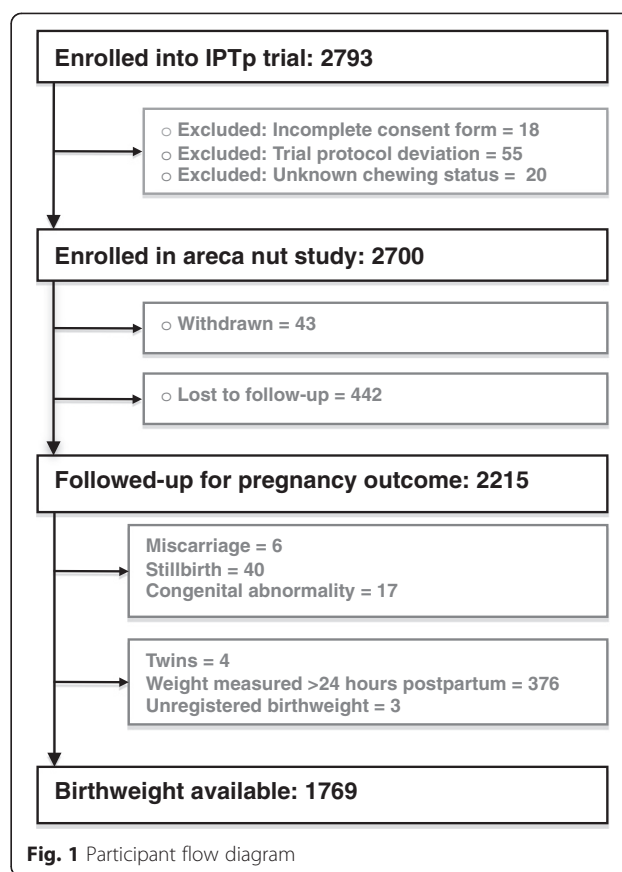 Enrolled into IPTp trial: 2793
○ Excluded: Incomplete consent form = 18
○ Excluded: Trial protocol deviation = 55
○ Excluded: Unknown chewing status = 20
Enrolled in areca nut study: 2700
○ Withdrawn = 43
○ Lost to follow-up = 442
Followed-up for pregnancy outcome: 2215
Miscarriage = 6
Stillbirth = 40
Congenital abnormality = 17
Twins = 4
Weight measured >24 hours postpartum = 376
Unregistered birthweight = 3
Birthweight available: 1769
Fig. 1 Participant flow diagram